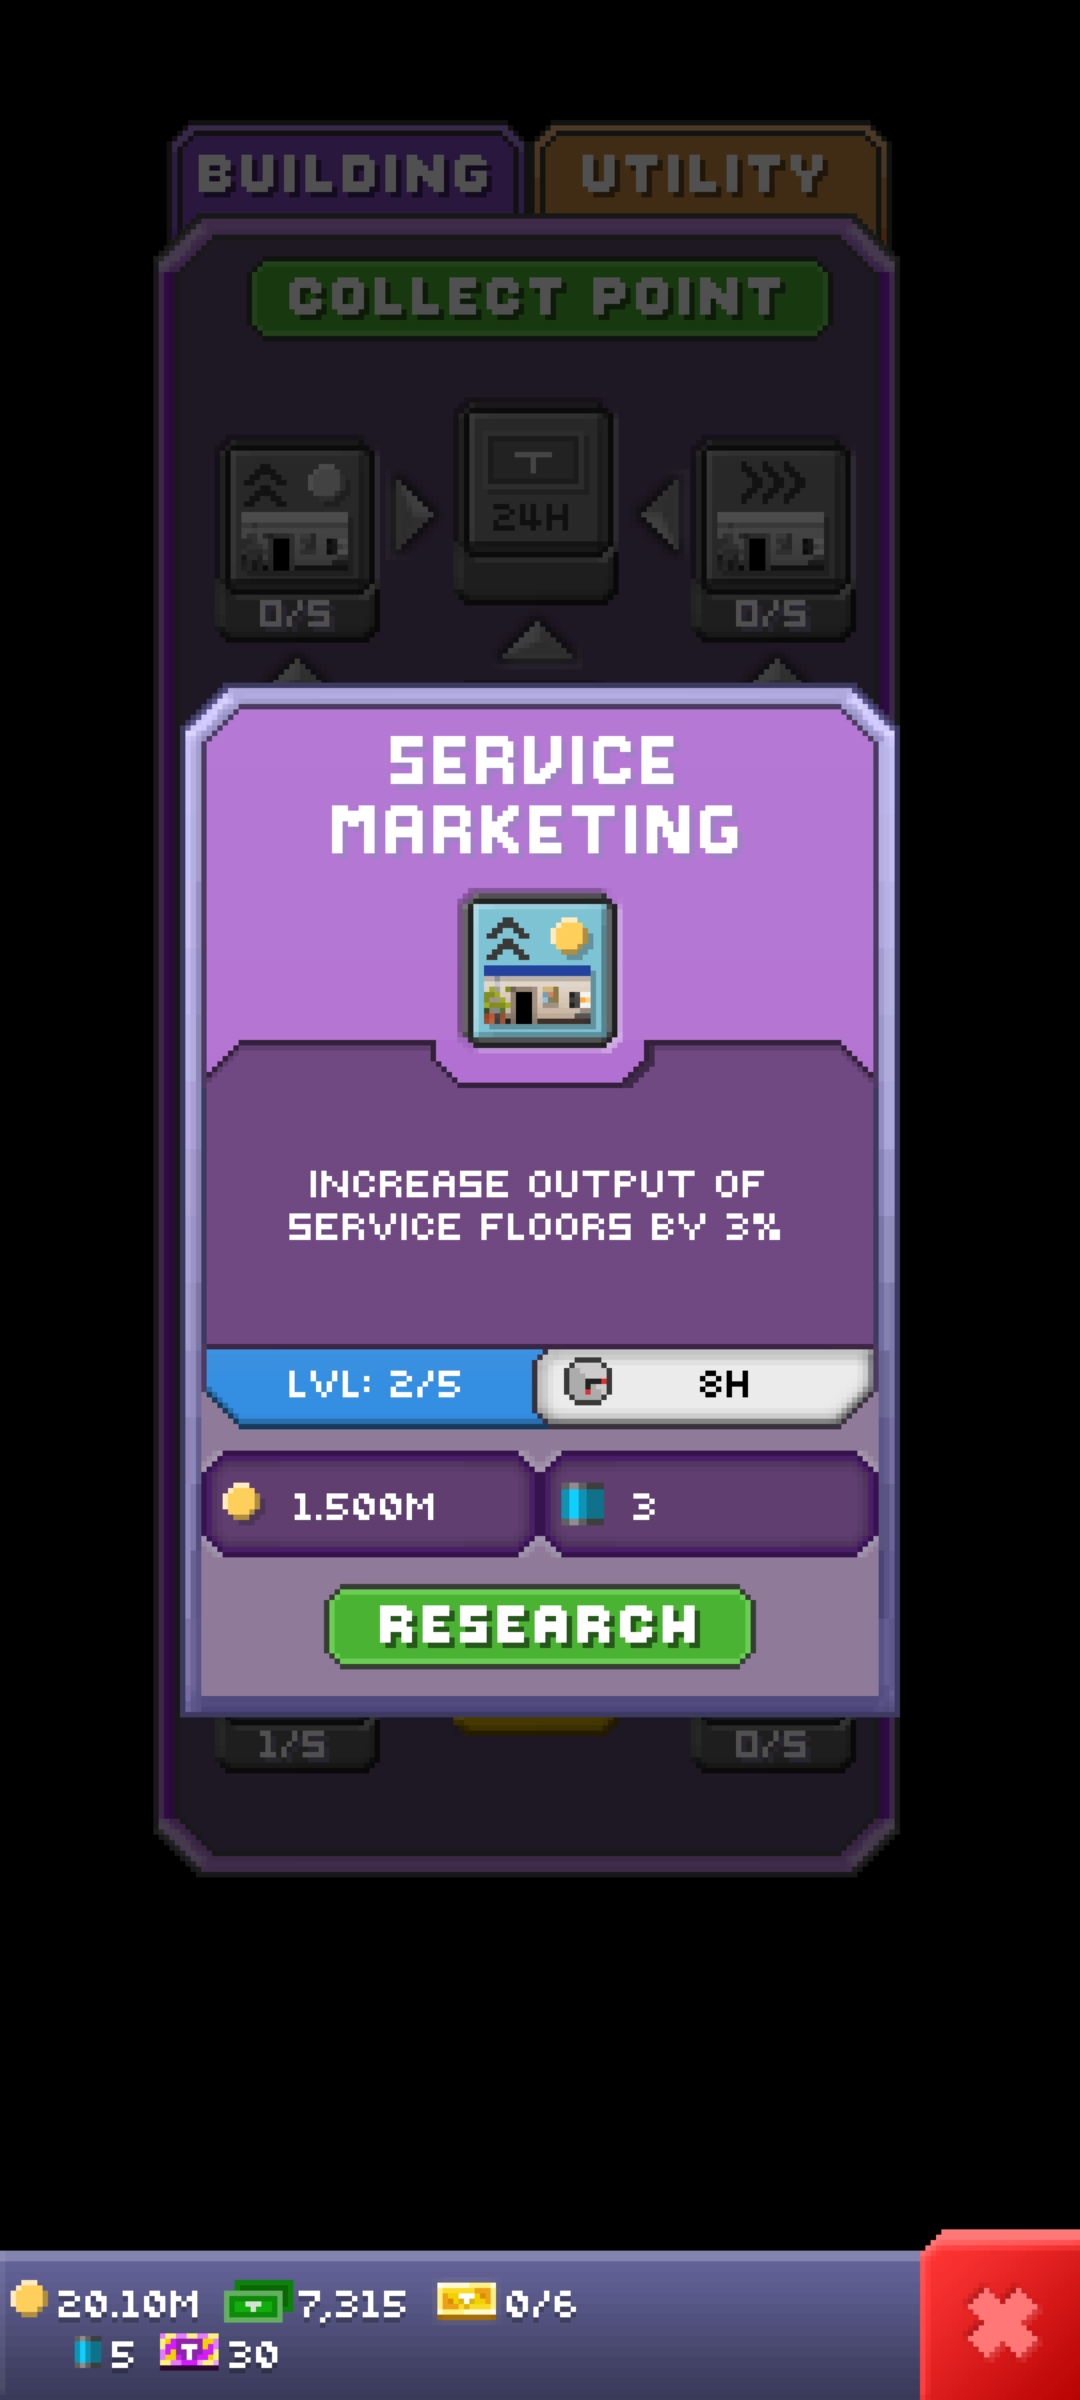 BUILDING UTILITY
COLLECT POINT
24H
0/5 0/5
SERVICE
MARKETING
INCREASE OUTPUT OF
SERVICE FLOORS BY 3%
LVL: 2/5 8H
1.500M 3
RESEARCH
1/5 0/5
20.10M 7,315 0/6
5 30